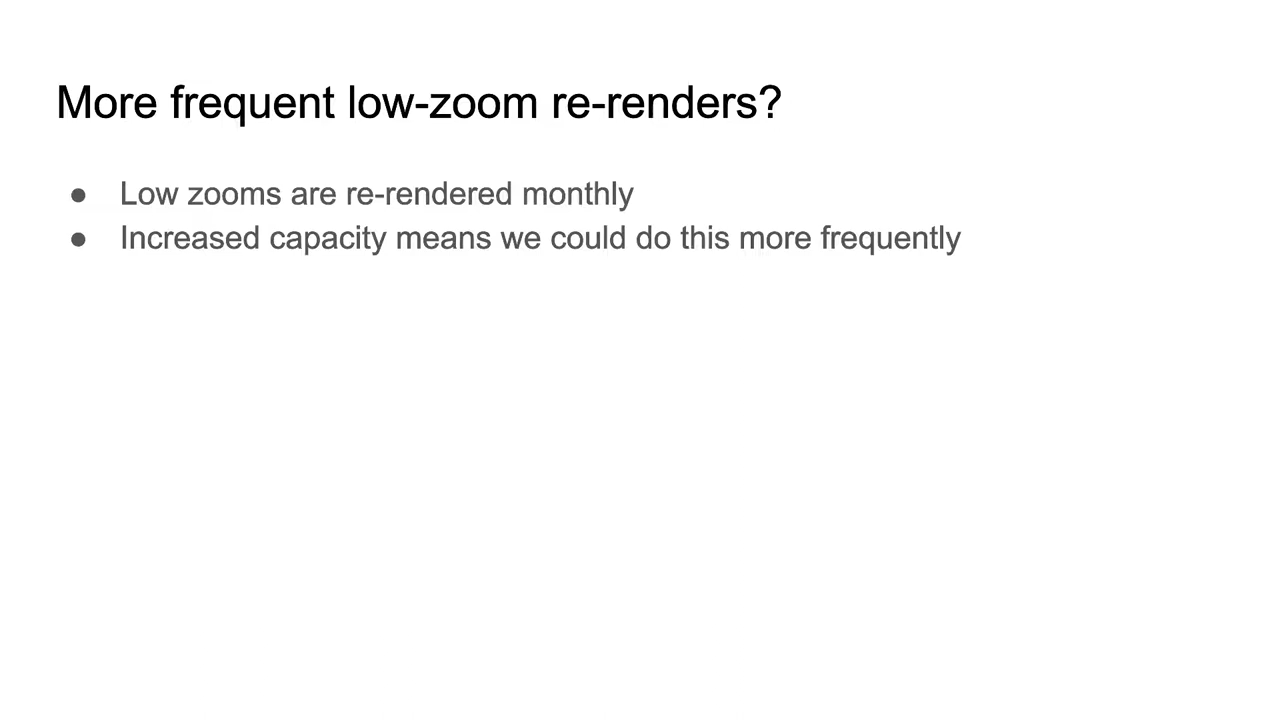 More frequent low-zoom re-renders?
● Low zooms are re-rendered monthly
● Increased capacity means we could do this more frequently